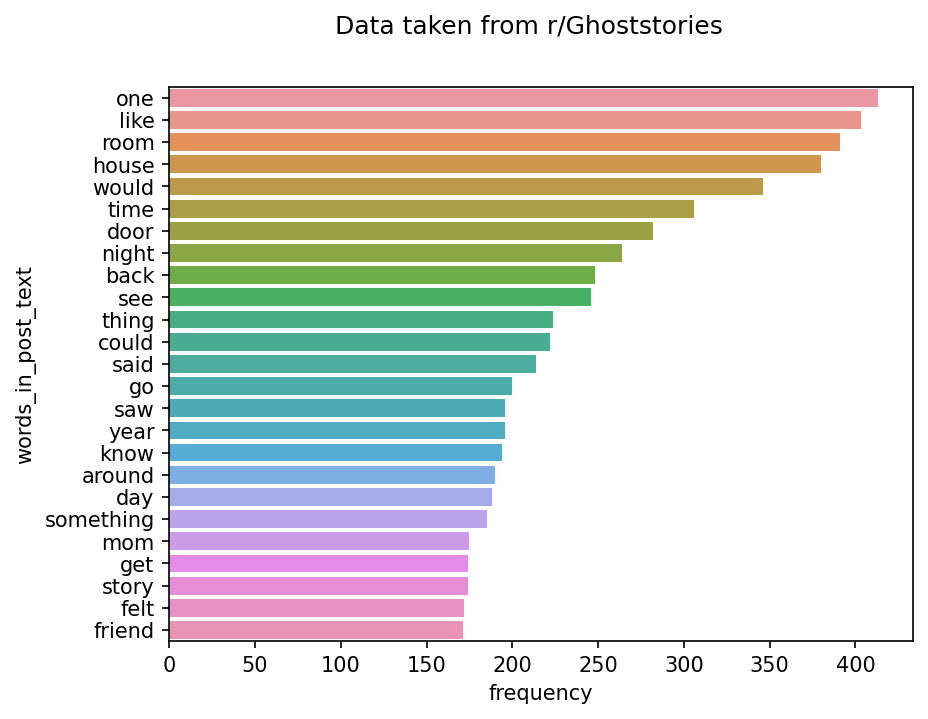 Data taken from r/Ghoststories
words_in_post_text
one
like
room
house
would
time
door
night
back
see
thing
could
said
go
saw
year
know
around
day
something
mom
get
story
felt
friend
0 50 100 150 200 250 300 350 400
frequency